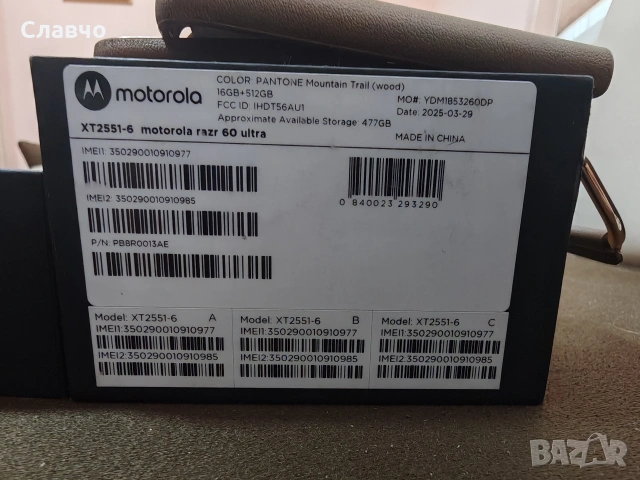 Славчо
motorola
COLOR: PANTONE Mountain Trail (wood)
16GB+512GB
FCC ID: IHDT56AU1
Approximate Available Storage: 477GB
MO#: YDM1853260DP
2025-03-29
MADE IN CHINA
XT2551-6 motorola razr 60 ultra
IMEI1: 350290010910977
IMEI2: 350290010910985
P/N: PB8R0013AE
0 840023 293290
Model: XT2551-6 A
IMEI1:350290010910977
IMEI2:350290010910985
Model: XT2551-6 B
IMEI1:350290010910977
IMEI2:350290010910985
Model: XT2551-6 C
IMEI1:350290010910977
IMEI2:350290010910985
BAZAR